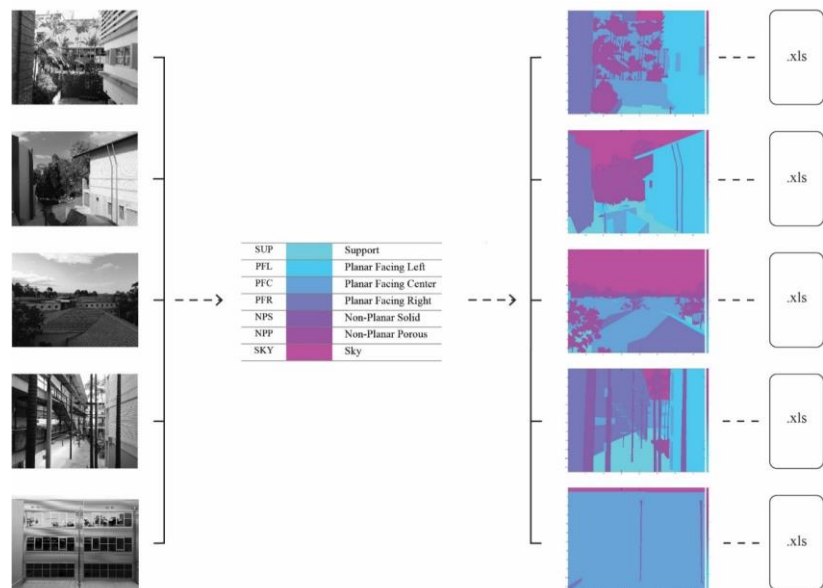 .xls
.xls
SUP Support
PFL Planar Facing Left
PFC Planar Facing Center
PFR Planar Facing Right
NPS Non-Planar Solid
NPP Non-Planar Porous
SKY Sky
.xls
.xls
.xls